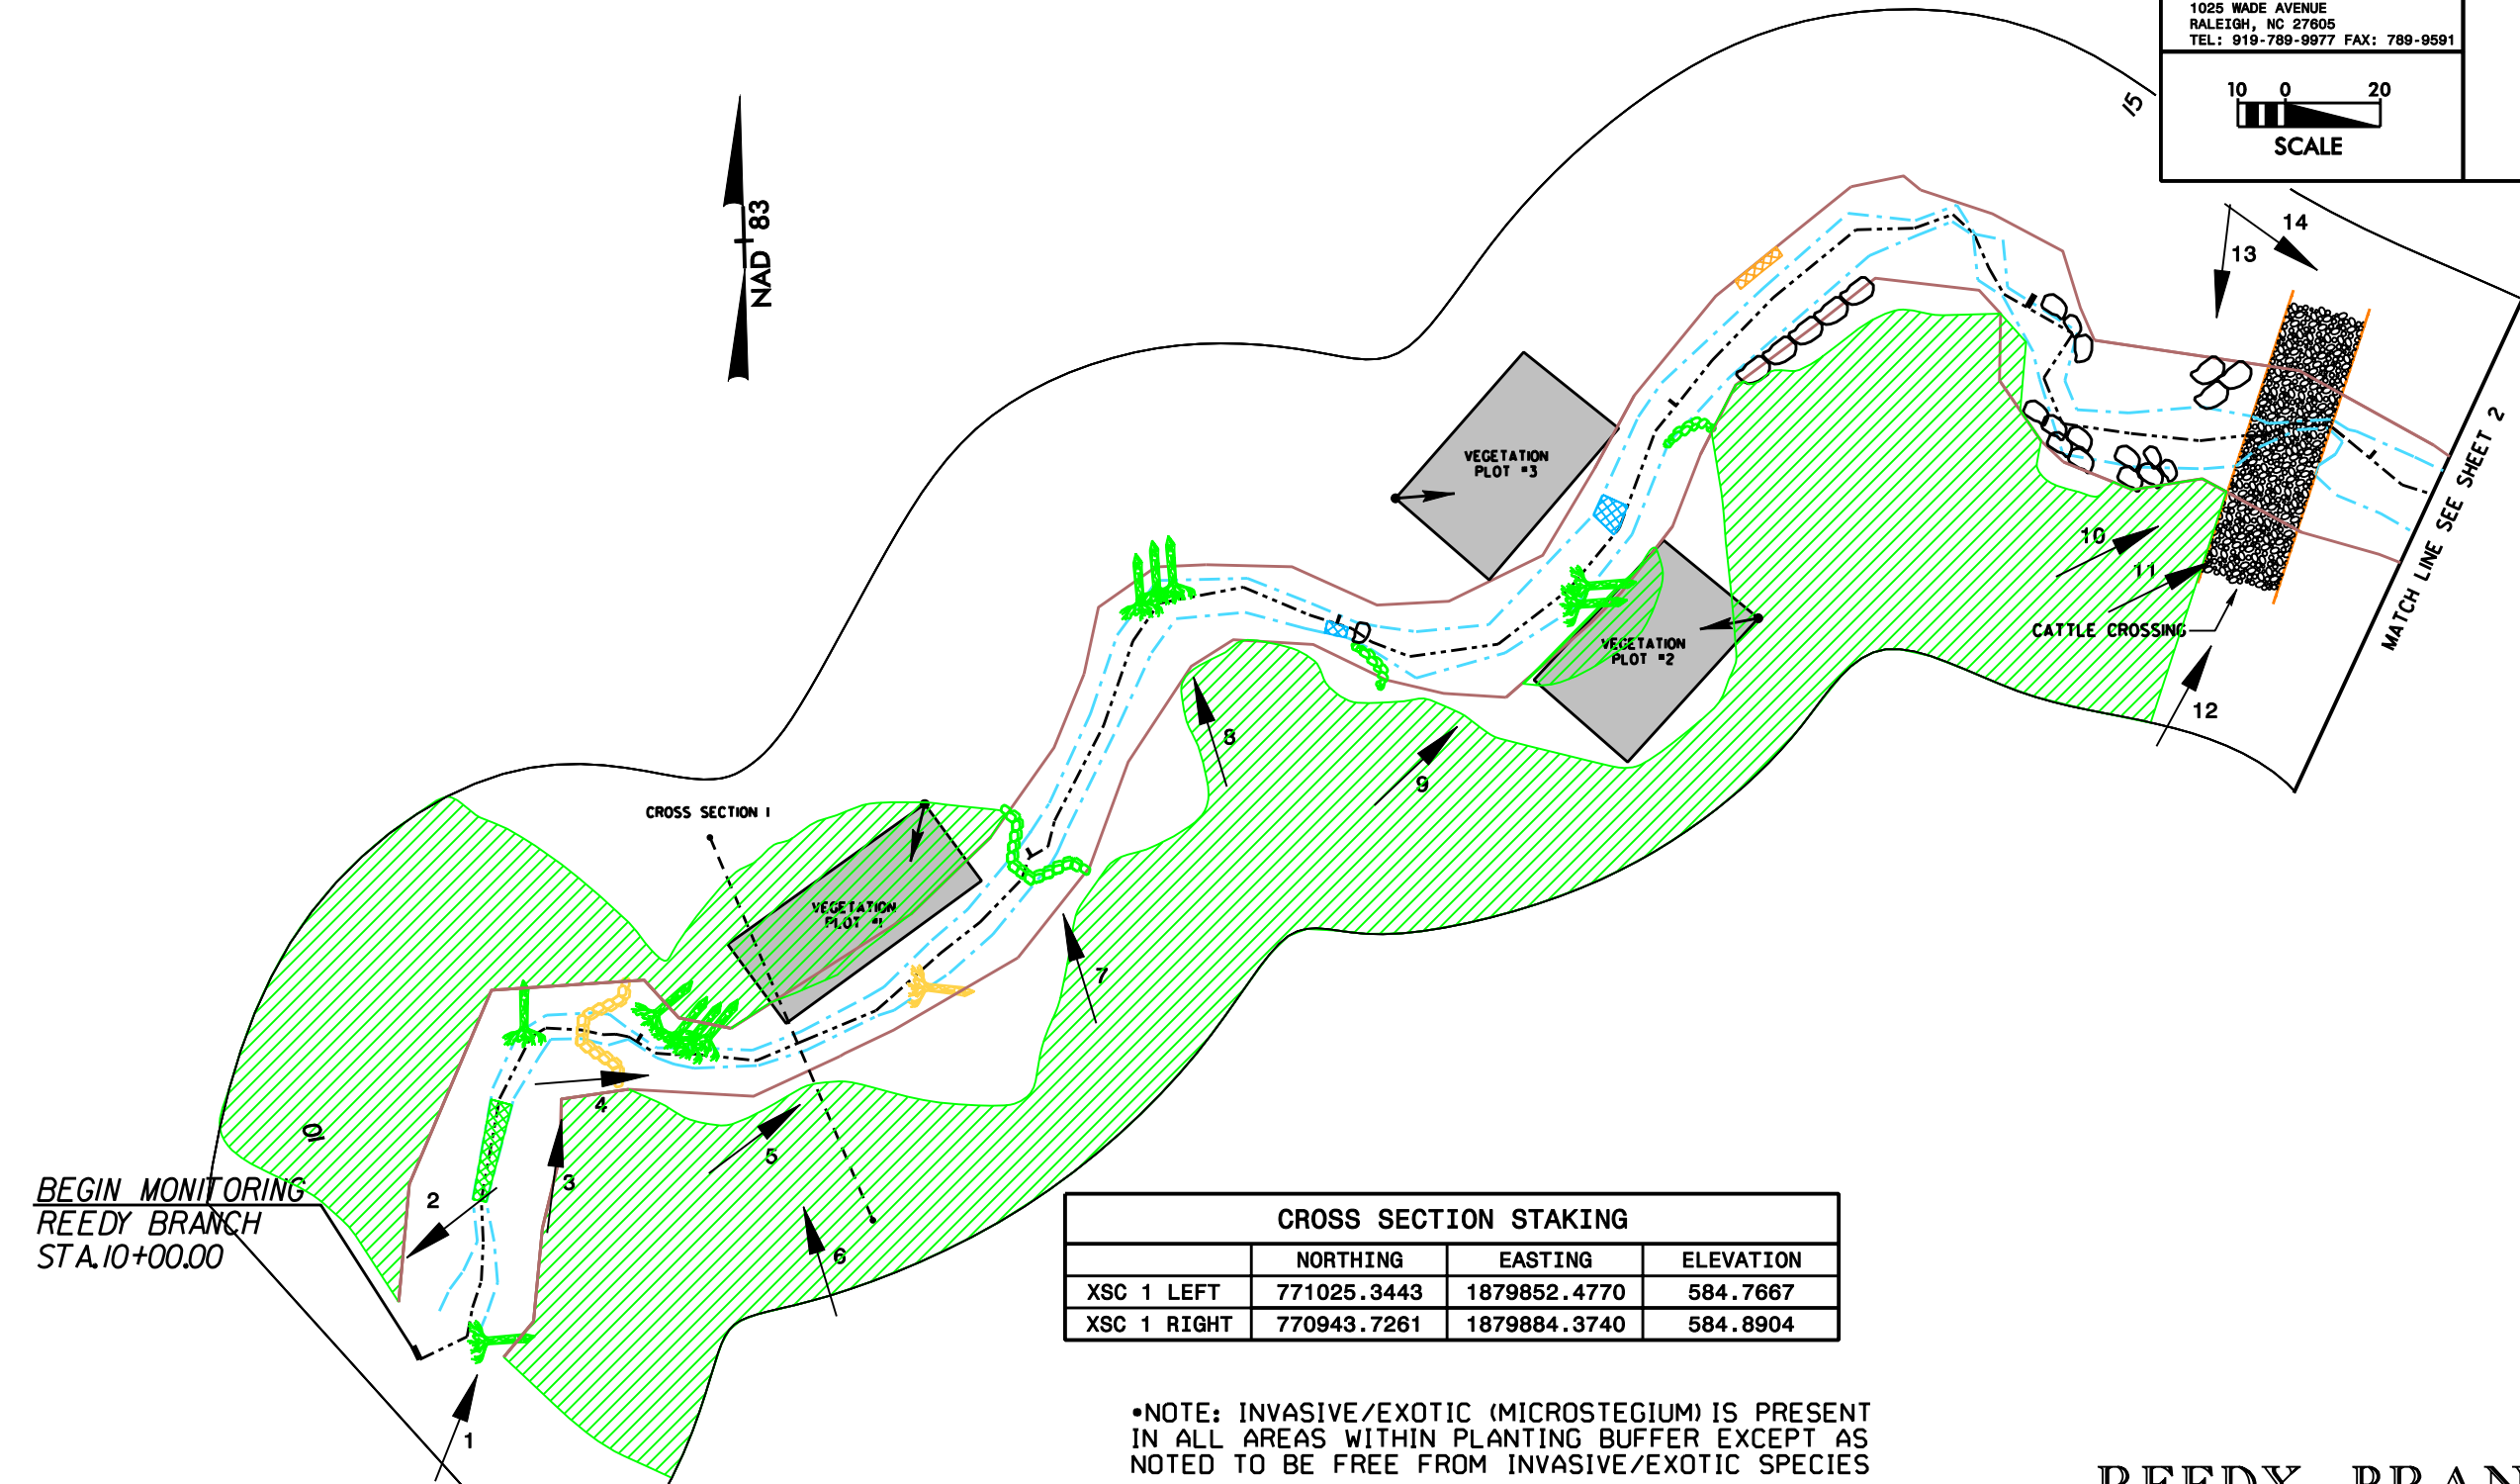 1025 WADE AVENUE
RALEIGH, NC 27605
TEL: 919-789-9977 FAX: 789-9591
10 0 20
SCALE
15
NAD 83
14
13
VEGETATION
PLOT #3
10
11
MATCH LINE SEE SHEET 2
CATTLE CROSSING
VEGETATION
PLOT #2
12
8
9
CROSS SECTION 1
VEGETATION
PLOT #1
7
4
10
5
3
2
BEGIN MONITORING
REEDY BRANCH
STA.10+00.00
6
1
CROSS SECTION STAKING
NORTHING EASTING ELEVATION
XSC 1 LEFT 771025.3443 1879852.4770 584.7667
XSC 1 RIGHT 770943.7261 1879884.3740 584.8904
•NOTE: INVASIVE/EXOTIC (MICROSTEGIUM) IS PRESENT
IN ALL AREAS WITHIN PLANTING BUFFER EXCEPT AS
NOTED TO BE FREE FROM INVASIVE/EXOTIC SPECIES
REEDY BRAN